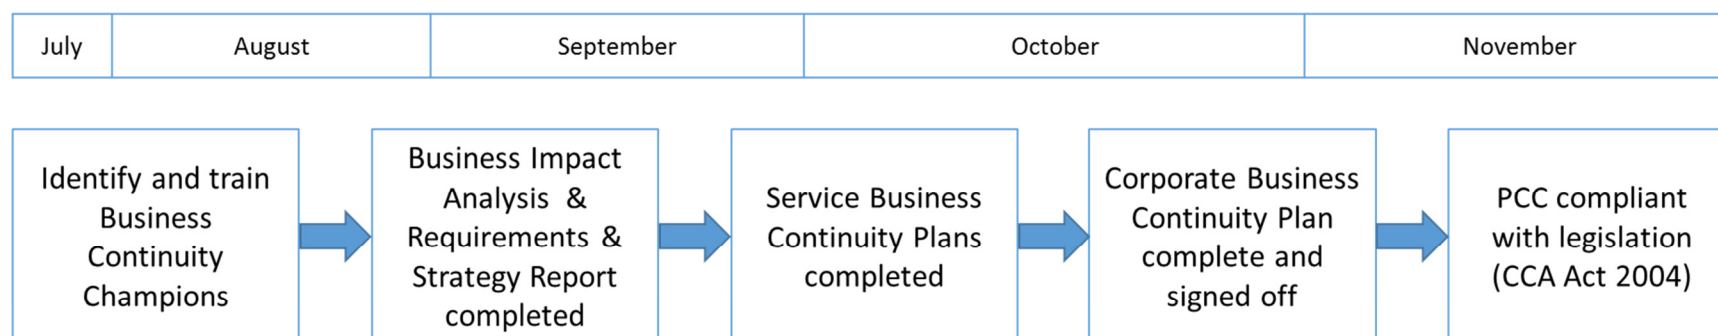 July August September October November
Identify and train
Business
Continuity
Champions
Business Impact
Analysis &
Requirements &
Strategy Report
completed
Service Business
Continuity Plans
completed
Corporate Business
Continuity Plan
complete and
signed off
PCC compliant
with legislation
(CCA Act 2004)